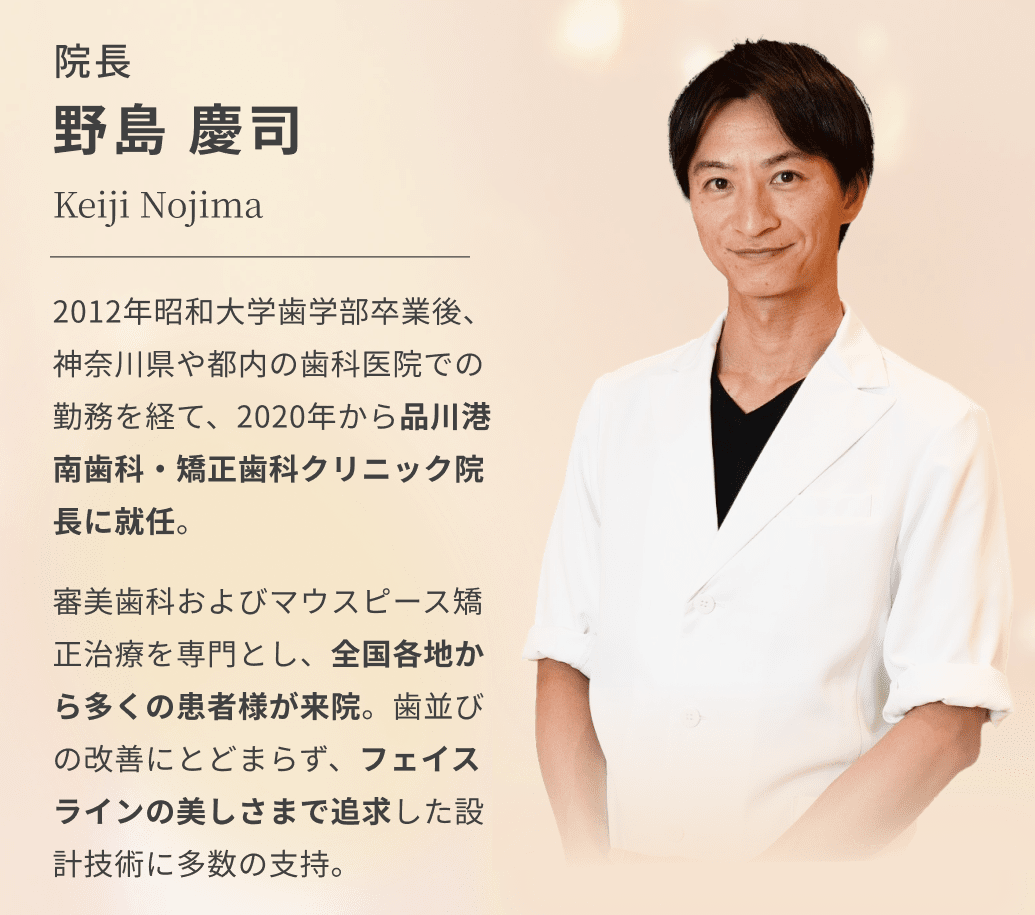 院長
野島 慶司
Keiji Nojima
2012年昭和大学歯学部卒業後、
神奈川県や都内の歯科医院での
勤務を経て、2020年から品川港
南歯科・矯正歯科クリニック院
長に就任。
審美歯科およびマウスピース矯
正治療を専門とし、全国各地か
ら多くの患者様が来院。歯並び
の改善にとどまらず、フェイス
ラインの美しさまで追求した設
計技術に多数の支持。